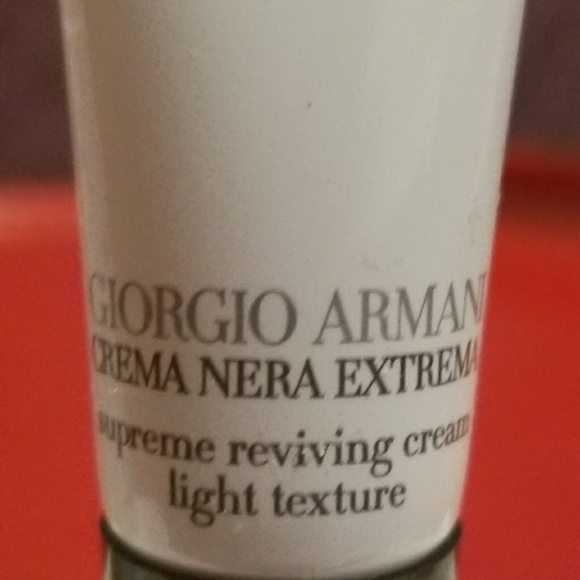 GIORGIO ARMANI
CREMA NERA EXTREMA
supreme reviving cream
light texture